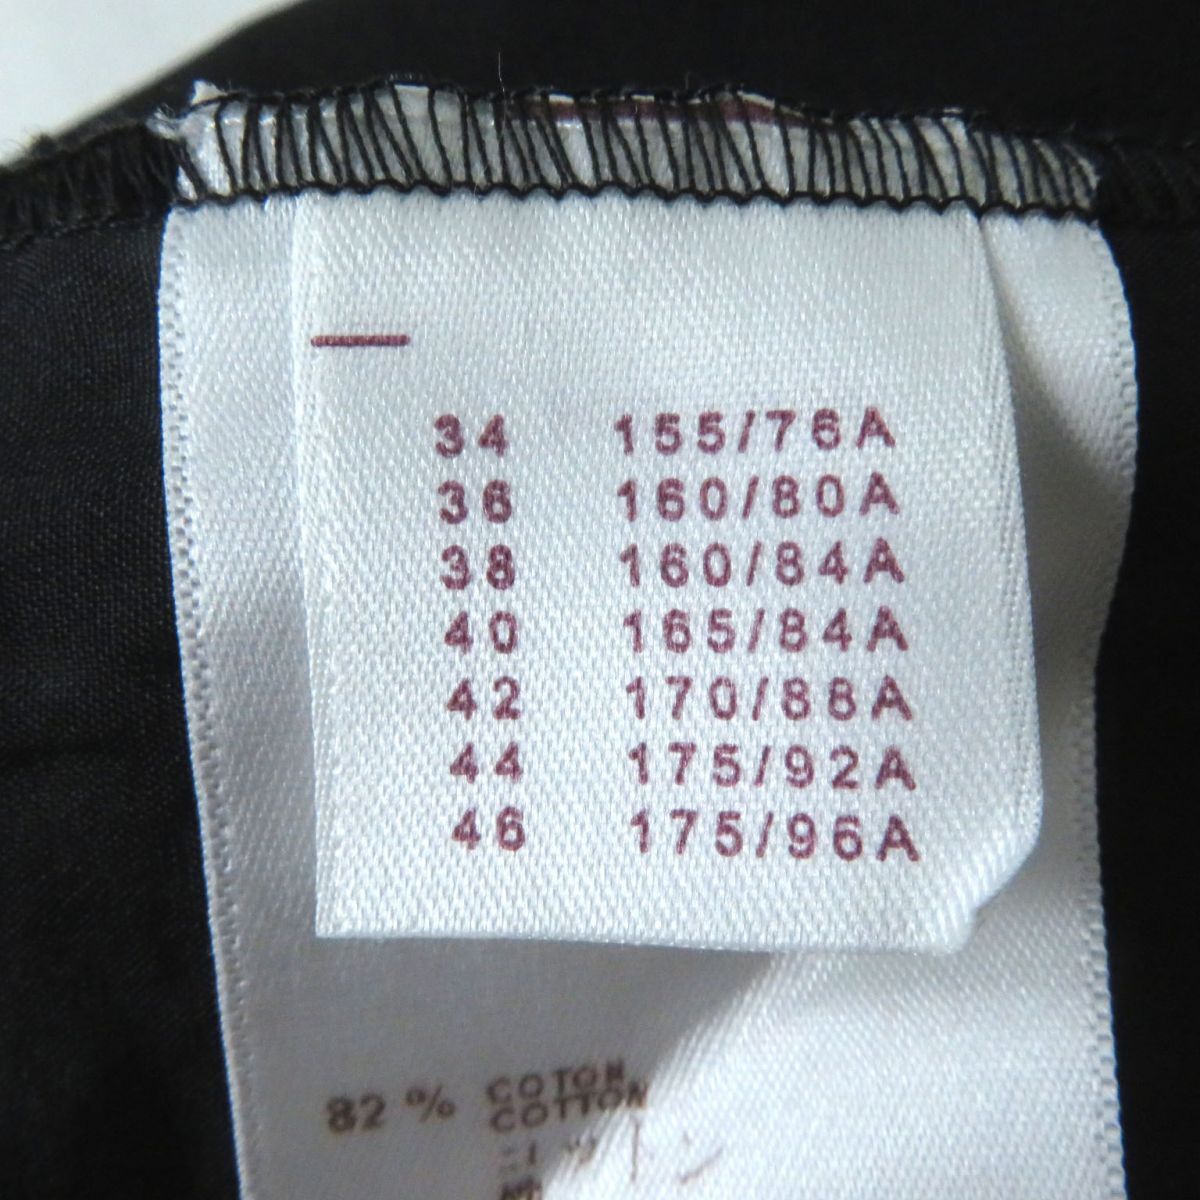 34 155/76A
36 160/80A
38 160/84A
40 165/84A
42 170/88A
44 175/92A
46 175/96A
82 % COTON
COTTON